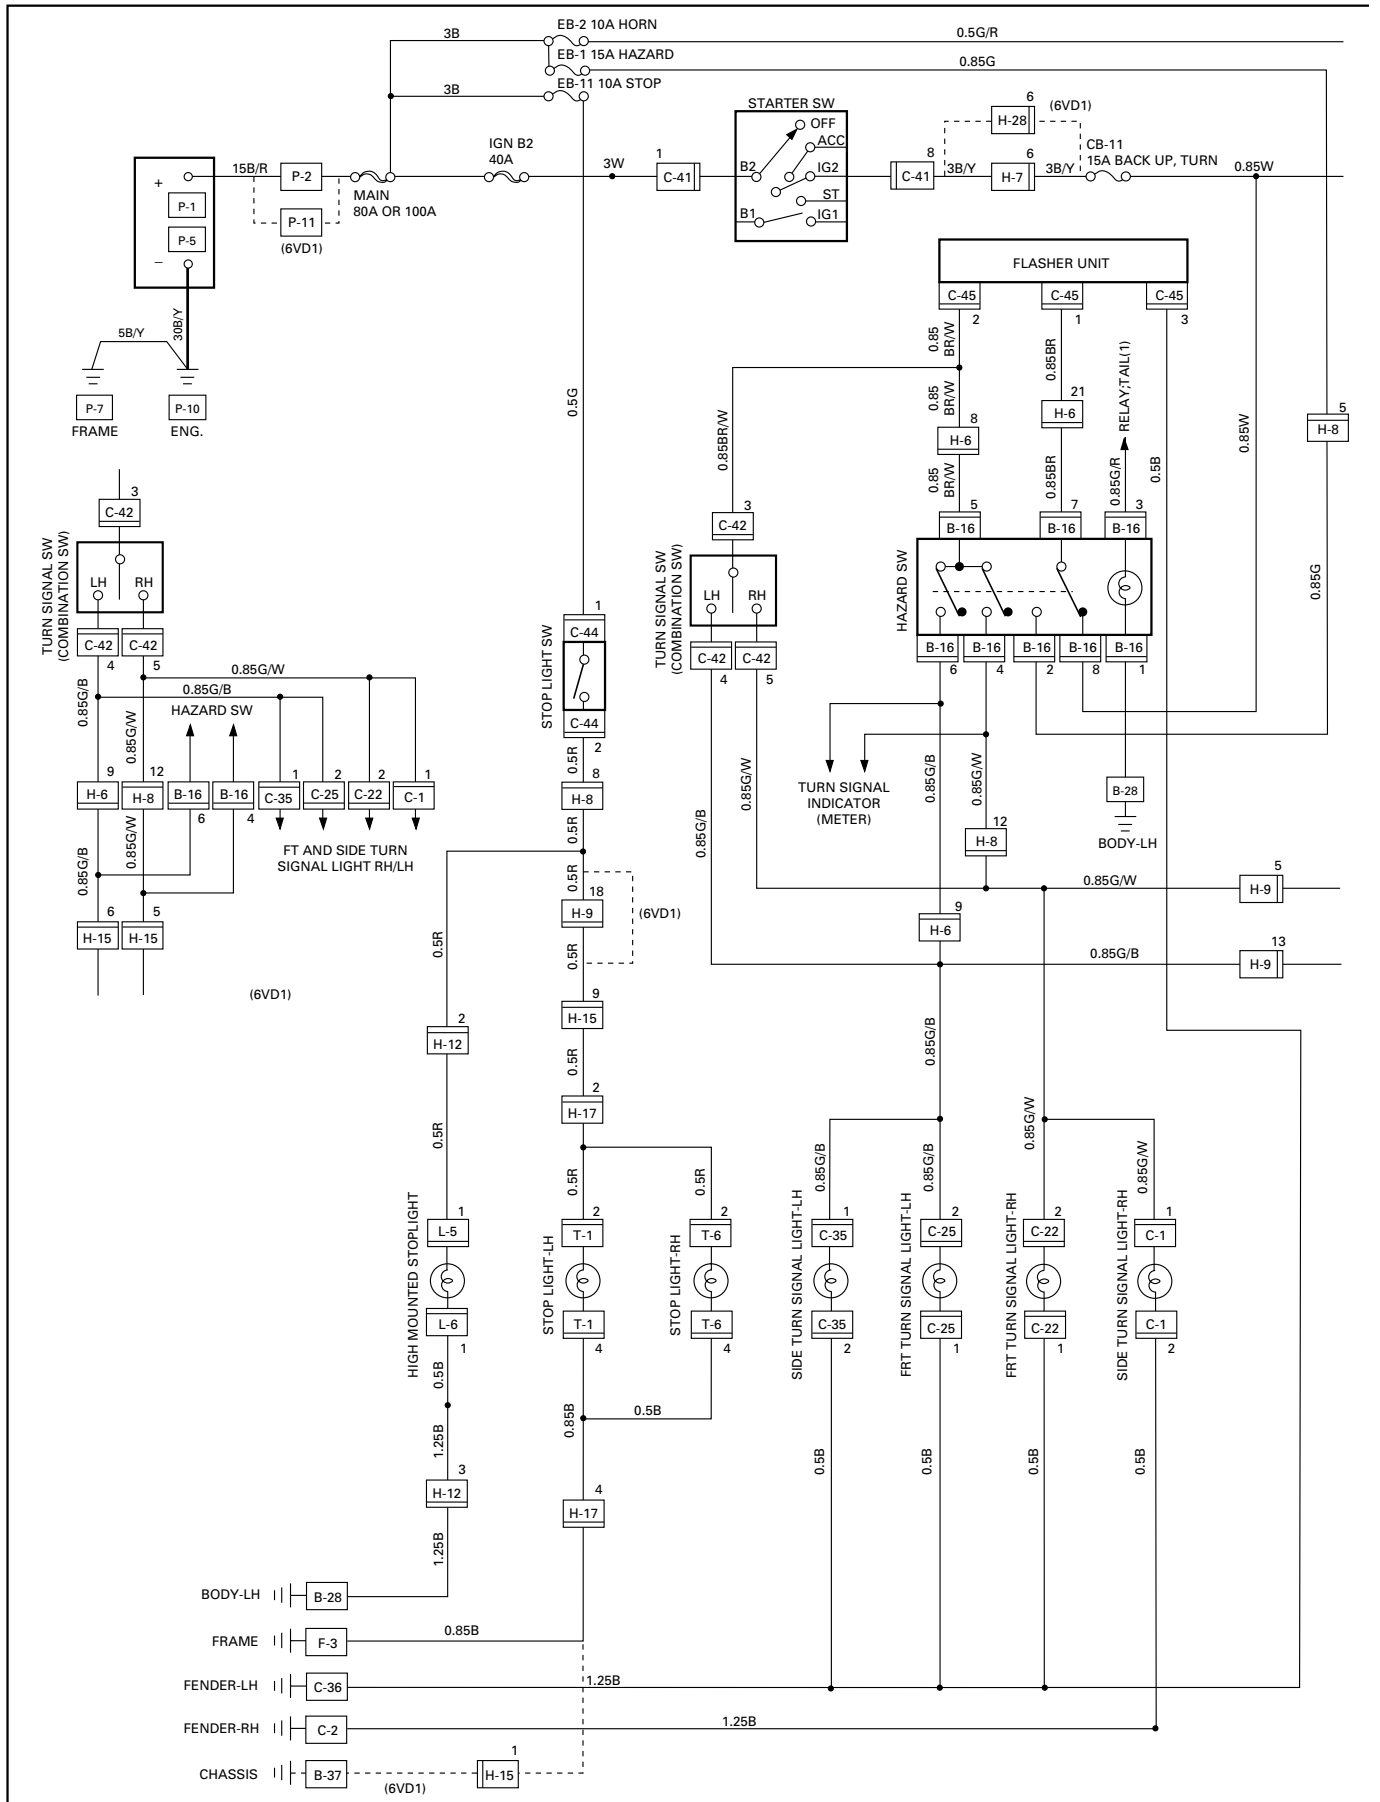 EB-2 10A HORN
3B
0.5G/R
EB-1 15A HAZARD
0.85G
3B
EB-11 10A STOP
STARTER SW
OFF
ACC
B2
IG2
ST
B1
IG1
6
(6VD1)
H-28
CB-11
15A BACK UP, TURN
IGN B2
40A
15B/R
P-2
3W
1
C-41
8
C-41
3B/Y
6
H-7
3B/Y
0.85W
+
P-1
P-5
–
MAIN
80A OR 100A
P-11
(6VD1)
FLASHER UNIT
C-45
C-45
C-45
2
1
3
5B/Y
30B/Y
P-7
FRAME
P-10
ENG.
0.5G
0.85
BR/W
0.85BR
RELAY;TAIL(1)
0.85
BR/W
21
H-6
0.85BR/W
8
H-6
0.85
BR/W
0.85BR
0.85G/R
0.5B
0.85W
5
H-8
0.85G
3
C-42
TURN SIGNAL SW
(COMBINATION SW)
LH
RH
C-42
C-42
4
5
0.85G/W
0.85G/B
0.85G/B
0.85G/W
HAZARD SW
9
12
1
2
2
1
H-6
H-8
B-16
B-16
C-35
C-25
C-22
C-1
6
4
FT AND SIDE TURN
SIGNAL LIGHT RH/LH
0.85G/B
0.85G/W
6
5
H-15
H-15
(6VD1)
1
C-44
STOP LIGHT SW
C-44
2
0.5R
8
H-8
0.5R
0.5R
18
H-9
(6VD1)
0.5R
0.5R
9
H-15
0.5R
2
H-17
3
C-42
TURN SIGNAL SW
(COMBINATION SW)
LH
RH
C-42
C-42
4
5
5
7
3
B-16
B-16
B-16
HAZARD SW
B-16
B-16
B-16
B-16
B-16
6
4
2
8
1
TURN SIGNAL
INDICATOR
(METER)
0.85G/B
0.85G/W
0.85G/W
0.85G/B
B-28
BODY-LH
12
H-8
0.85G/W
5
H-9
9
H-6
0.85G/B
13
H-9
2
H-12
0.5R
0.5R
0.5R
0.85G/B
0.85G/B
0.85G/B
0.85G/W
0.85G/W
HIGH MOUNTED STOPLIGHT
1
L-5
L-6
1
STOP LIGHT-LH
2
T-1
T-1
4
STOP LIGHT-RH
2
T-6
T-6
4
SIDE TURN SIGNAL LIGHT-LH
1
C-35
C-35
2
FRT TURN SIGNAL LIGHT-LH
2
C-25
C-25
1
FRT TURN SIGNAL LIGHT-RH
2
C-22
C-22
1
SIDE TURN SIGNAL LIGHT-RH
1
C-1
C-1
2
0.5B
0.85B
0.5B
1.25B
0.5B
0.5B
0.5B
0.5B
3
H-12
4
H-17
1.25B
BODY-LH
B-28
FRAME
F-3
0.85B
FENDER-LH
C-36
1.25B
FENDER-RH
C-2
1.25B
CHASSIS
B-37
(6VD1)
1
H-15